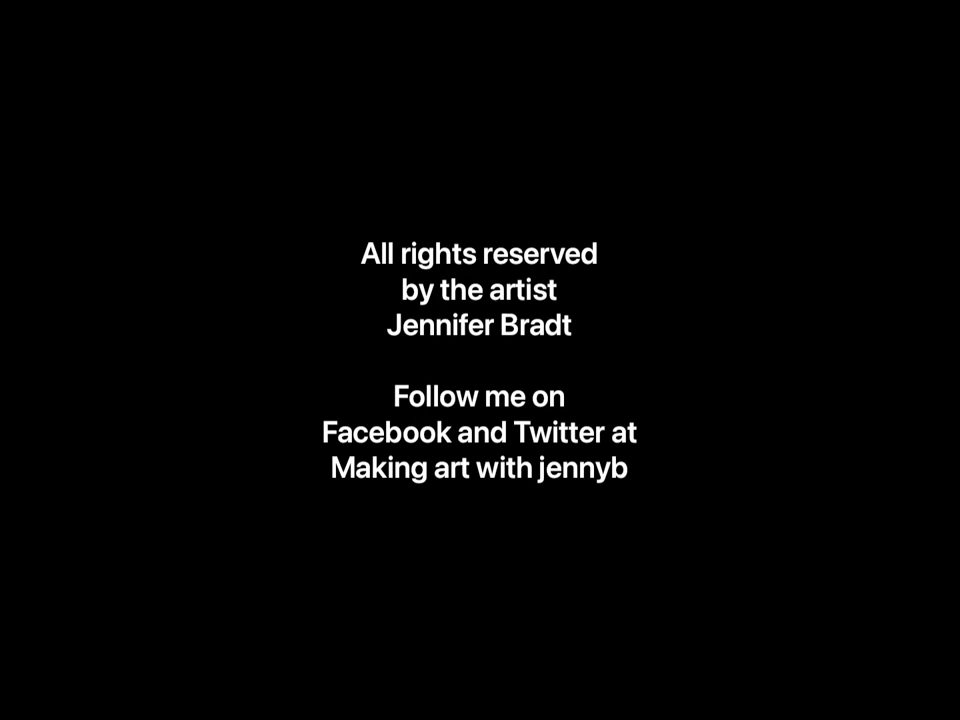 All rights reserved
by the artist
Jennifer Bradt
Follow me on
Facebook and Twitter at
Making art with jennyb